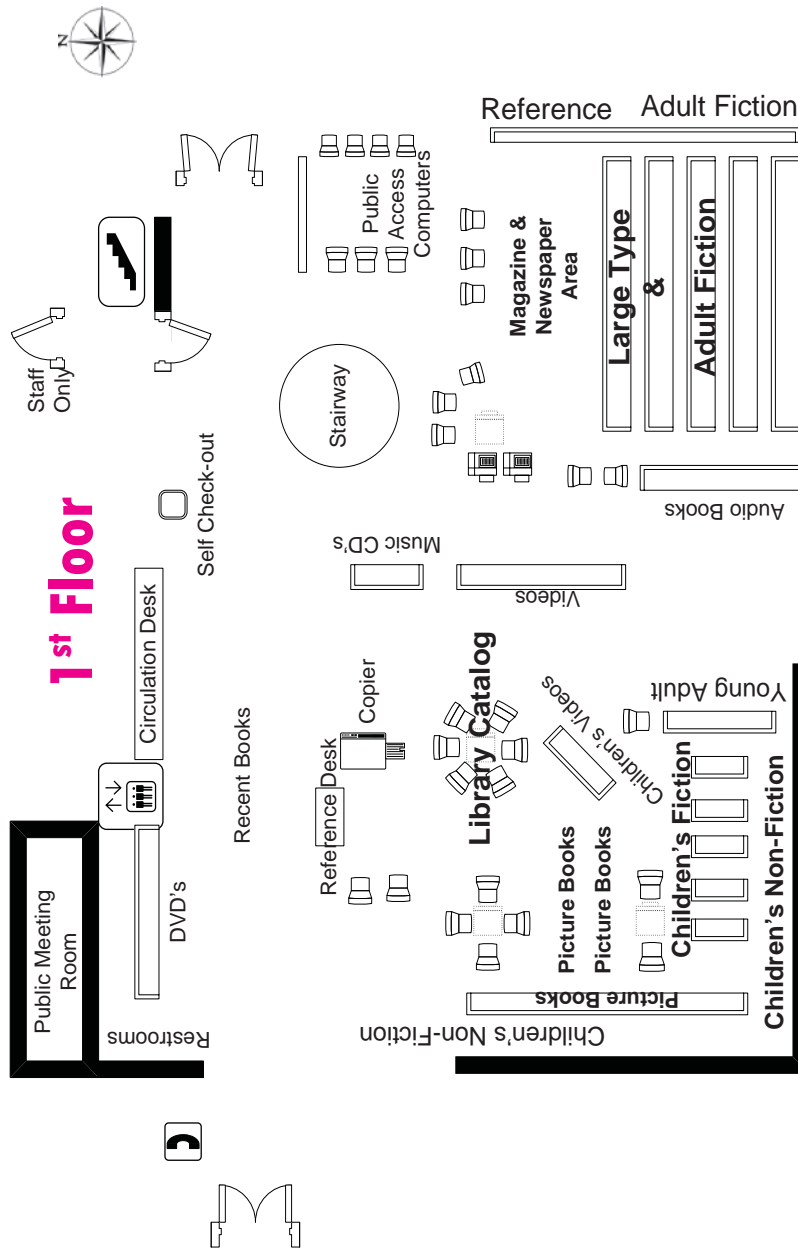 N
Reference
Adult Fiction
Public
Access
Computers
Magazine &
Newspaper
Area
Large Type
&
Adult Fiction
Staff
Only
Stairway
1st Floor
Self Check-out
Audio Books
Music CD's
Videos
Circulation Desk
Copier
Library Catalog
Children's Videos
Young Adult
Recent Books
Reference Desk
Public Meeting
Room
DVD's
Picture Books
Picture Books
Children's Fiction
Children's Non-Fiction
Picture Books
Restrooms
Children's Non-Fiction